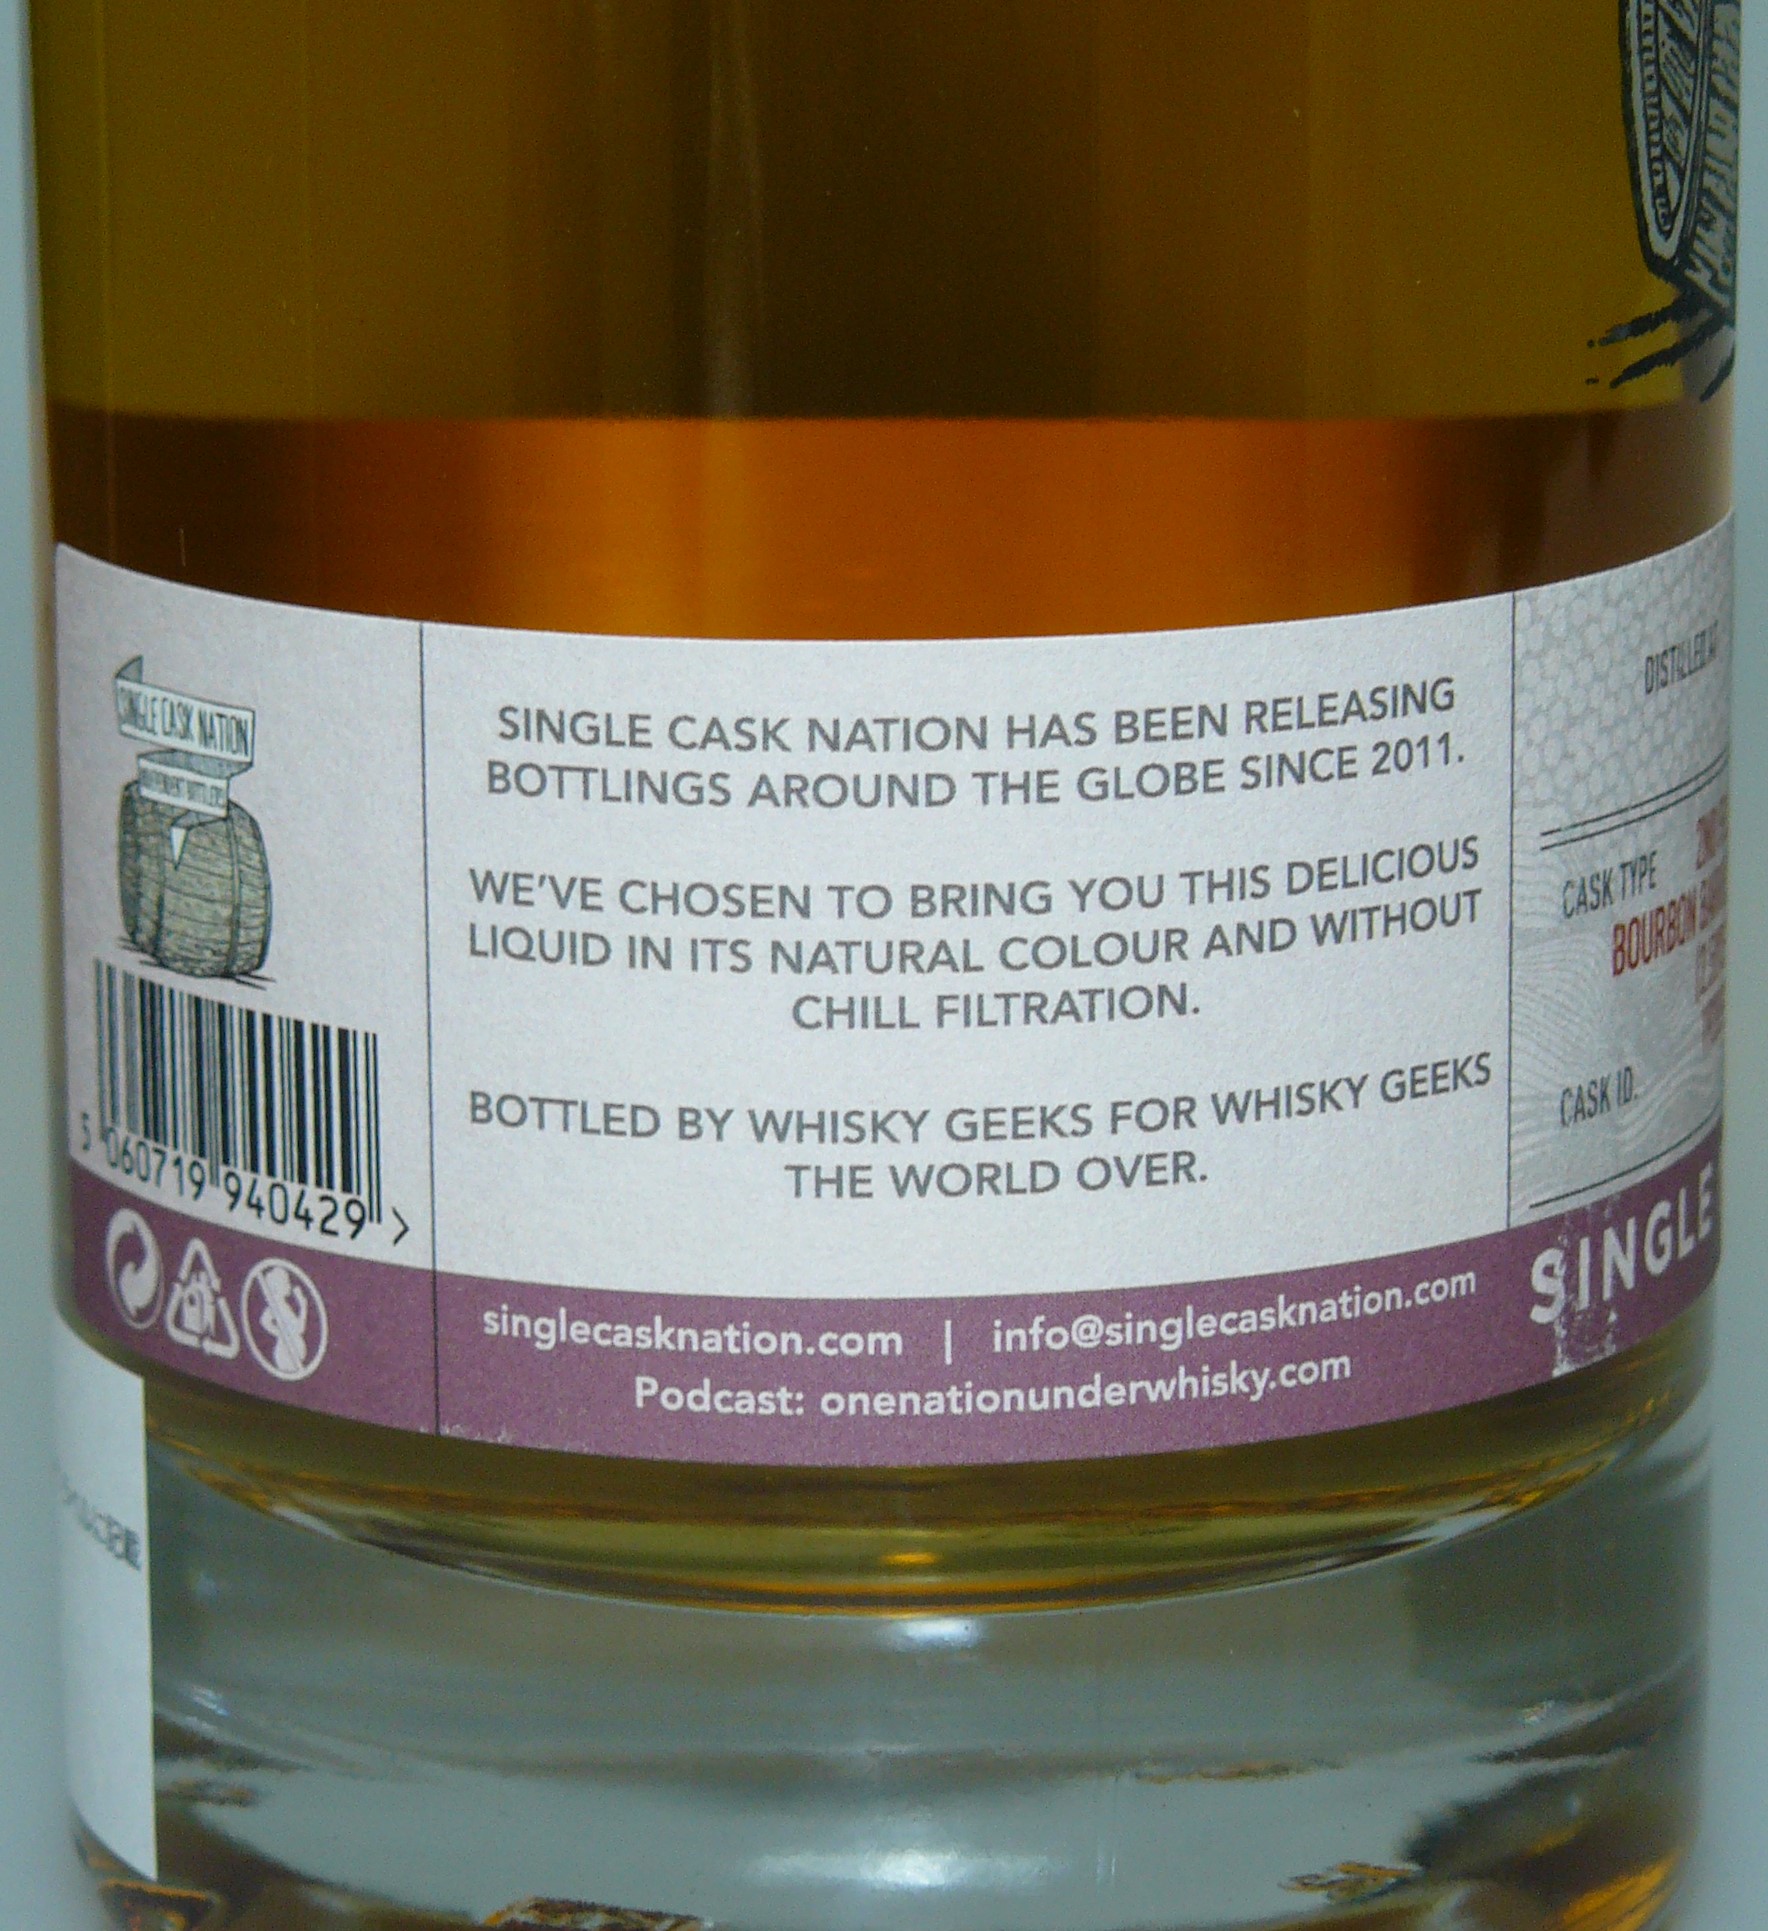 SINGLE CASK NATION
INDEPENDENT BOTTLERS
5 060719 940429 >
SINGLE CASK NATION HAS BEEN RELEASING
BOTTLINGS AROUND THE GLOBE SINCE 2011.
WE'VE CHOSEN TO BRING YOU THIS DELICIOUS
LIQUID IN ITS NATURAL COLOUR AND WITHOUT
CHILL FILTRATION.
BOTTLED BY WHISKY GEEKS FOR WHISKY GEEKS
THE WORLD OVER.
singlecasknation.com | info@singlecasknation.com
Podcast: onenationunderwhisky.com
DISTILLED AT
CASK TYPE
BOURBON
CASK ID.
SINGLE